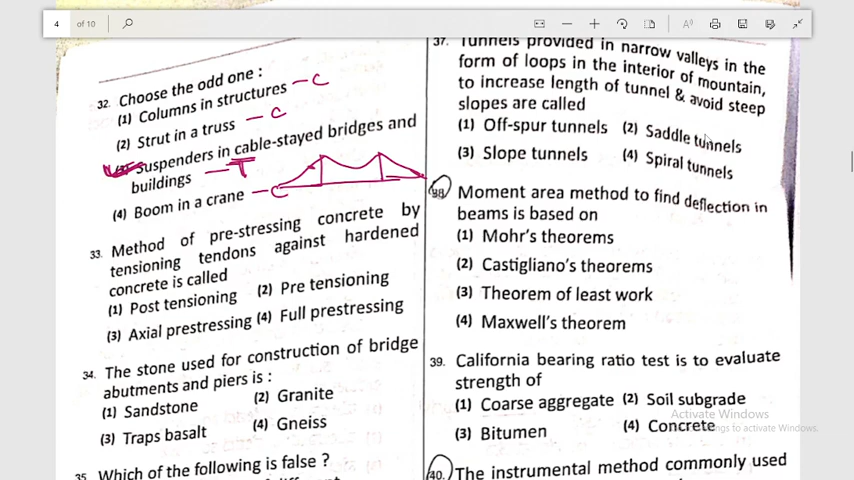 4 of 10
32. Choose the odd one :
(1) Columns in structures – C
(2) Strut in a truss – C
(3) Suspenders in cable-stayed bridges and
buildings – T
(4) Boom in a crane – C
33. Method of pre-stressing concrete by
tensioning tendons against hardened
concrete is called
(1) Post tensioning (2) Pre tensioning
(3) Axial prestressing (4) Full prestressing
34. The stone used for construction of bridge
abutments and piers is :
(1) Sandstone (2) Granite
(3) Traps basalt (4) Gneiss
35 Which of the following is false ?
37. Tunnels provided in narrow valleys in the
form of loops in the interior of mountain,
to increase length of tunnel & avoid steep
slopes are called
(1) Off-spur tunnels (2) Saddle tunnels
(3) Slope tunnels (4) Spiral tunnels
38. Moment area method to find deflection in
beams is based on
(1) Mohr's theorems
(2) Castigliano's theorems
(3) Theorem of least work
(4) Maxwell's theorem
39. California bearing ratio test is to evaluate
strength of
(1) Coarse aggregate (2) Soil subgrade
(3) Bitumen (4) Concrete
40. The instrumental method commonly used
Activate Windows
to activate Windows.